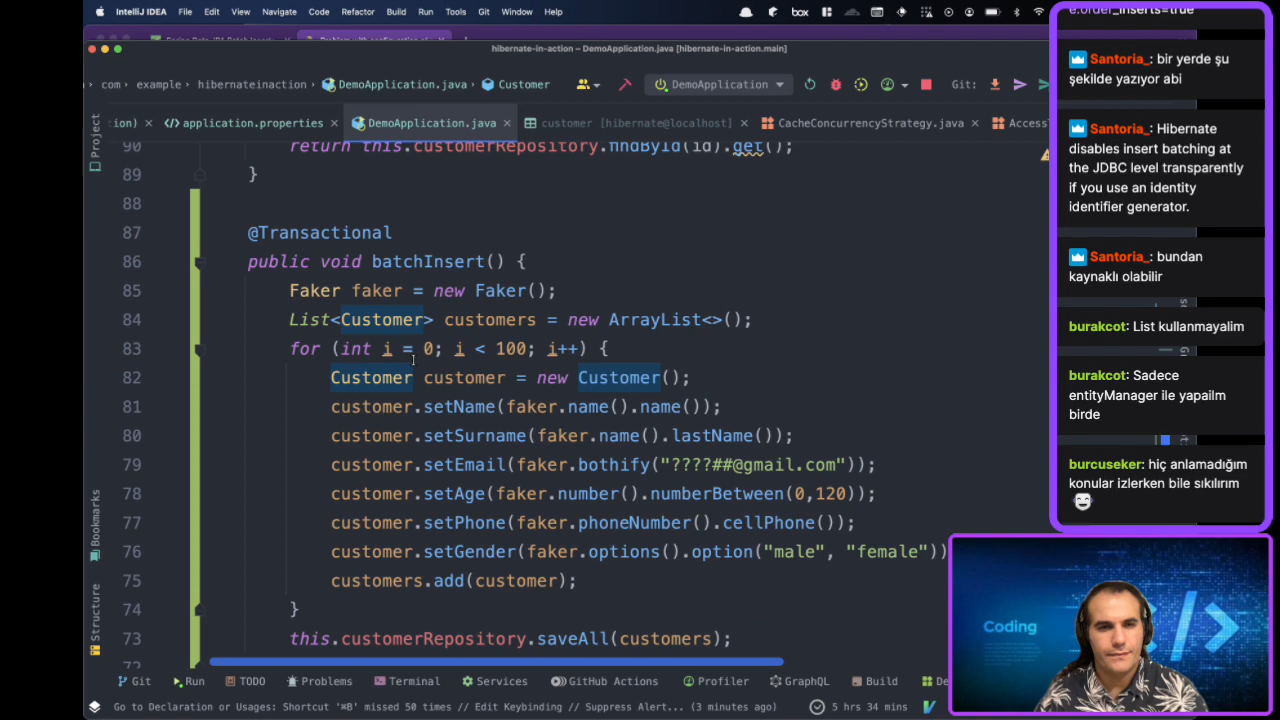 IntelliJ IDEA File Edit View Navigate Code Refactor Build Run Tools Git Window Help
box
hibernate-in-action – DemoApplication.java [hibernate-in-action.main]
com example hibernateinaction DemoApplication.java Customer
DemoApplication
Git:
Project
ion) application.properties DemoApplication.java customer [hibernate@localhost] CacheConcurrencyStrategy.java Access
90 return this.customerRepository.findById(id).get();
89 }
88
87 @Transactional
86 public void batchInsert() {
85 Faker faker = new Faker();
84 List<Customer> customers = new ArrayList<>();
83 for (int i = 0; i < 100; i++) {
82 Customer customer = new Customer();
81 customer.setName(faker.name().name());
80 customer.setSurname(faker.name().lastName());
79 customer.setEmail(faker.bothify("????##@gmail.com"));
78 customer.setAge(faker.number().numberBetween(0,120));
77 customer.setPhone(faker.phoneNumber().cellPhone());
76 customer.setGender(faker.options().option("male", "female"))
75 customers.add(customer);
74 }
73 this.customerRepository.saveAll(customers);
72
Bookmarks
Structure
Git Run TODO Problems Terminal Services GitHub Actions Profiler GraphQL Build De
Go to Declaration or Usages: Shortcut '⌘B' missed 50 times // Edit Keybinding // Suppress Alert... (3 minutes ago)
5 hrs 34 mins
e.order_inserts=true
Santoria_: bir yerde şu
şekilde yazıyor abi
Santoria_: Hibernate
disables insert batching at
the JDBC level transparently
if you use an identity
identifier generator.
Santoria_: bundan
kaynaklı olabilir
burakcot: List kullanmayalim
burakcot: Sadece
entityManager ile yapailm
birde
burcuseker: hiç anlamadığım
konular izlerken bile sıkılırım
Coding